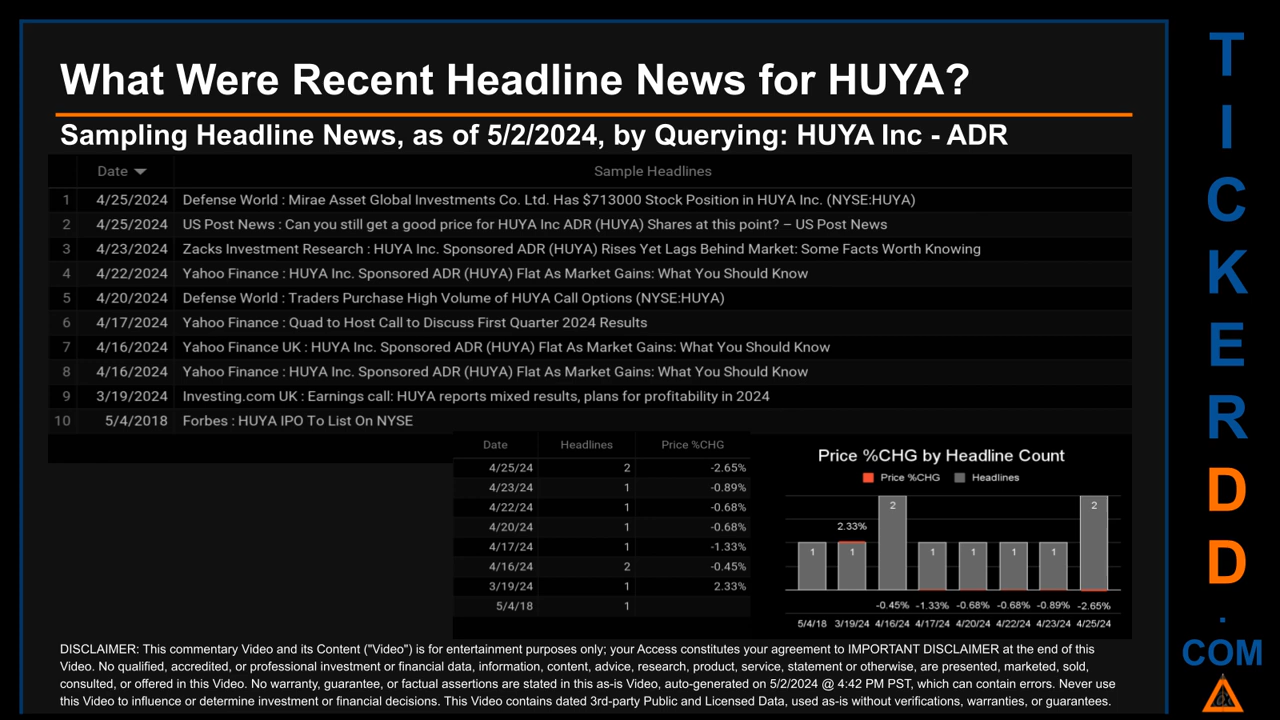 What Were Recent Headline News for HUYA?
Sampling Headline News, as of 5/2/2024, by Querying: HUYA Inc - ADR
Date Sample Headlines
1 4/25/2024 Defense World : Mirae Asset Global Investments Co. Ltd. Has $713000 Stock Position in HUYA Inc. (NYSE:HUYA)
2 4/25/2024 US Post News : Can you still get a good price for HUYA Inc ADR (HUYA) Shares at this point? – US Post News
3 4/23/2024 Zacks Investment Research : HUYA Inc. Sponsored ADR (HUYA) Rises Yet Lags Behind Market: Some Facts Worth Knowing
4 4/22/2024 Yahoo Finance : HUYA Inc. Sponsored ADR (HUYA) Flat As Market Gains: What You Should Know
5 4/20/2024 Defense World : Traders Purchase High Volume of HUYA Call Options (NYSE:HUYA)
6 4/17/2024 Yahoo Finance : Quad to Host Call to Discuss First Quarter 2024 Results
7 4/16/2024 Yahoo Finance UK : HUYA Inc. Sponsored ADR (HUYA) Flat As Market Gains: What You Should Know
8 4/16/2024 Yahoo Finance : HUYA Inc. Sponsored ADR (HUYA) Flat As Market Gains: What You Should Know
9 3/19/2024 Investing.com UK : Earnings call: HUYA reports mixed results, plans for profitability in 2024
10 5/4/2018 Forbes : HUYA IPO To List On NYSE
Date Headlines Price %CHG
4/25/24 2 -2.65%
4/23/24 1 -0.89%
4/22/24 1 -0.68%
4/20/24 1 -0.68%
4/17/24 1 -1.33%
4/16/24 2 -0.45%
3/19/24 1 2.33%
5/4/18 1
Price %CHG by Headline Count
Price %CHG Headlines
2 2
2.33%
1 1 1 1 1 1
-0.45% -1.33% -0.68% -0.68% -0.89% -2.65%
5/4/18 3/19/24 4/16/24 4/17/24 4/20/24 4/22/24 4/23/24 4/25/24
DISCLAIMER: This commentary Video and its Content ("Video") is for entertainment purposes only; your Access constitutes your agreement to IMPORTANT DISCLAIMER at the end of this
Video. No qualified, accredited, or professional investment or financial data, information, content, advice, research, product, service, statement or otherwise, are presented, marketed, sold,
consulted, or offered in this Video. No warranty, guarantee, or factual assertions are stated in this as-is Video, auto-generated on 5/2/2024 @ 4:42 PM PST, which can contain errors. Never use
this Video to influence or determine investment or financial decisions. This Video contains dated 3rd-party Public and Licensed Data, used as-is without verifications, warranties, or guarantees.
T
I
C
K
E
R
D
D
.
COM